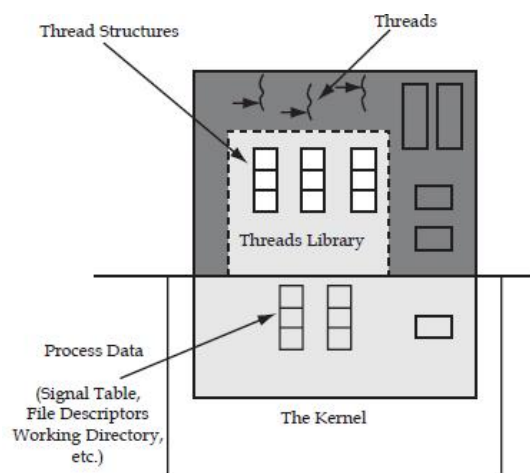 Thread Structures
Threads
Threads Library
Process Data
(Signal Table,
File Descriptors
Working Directory,
etc.)
The Kernel